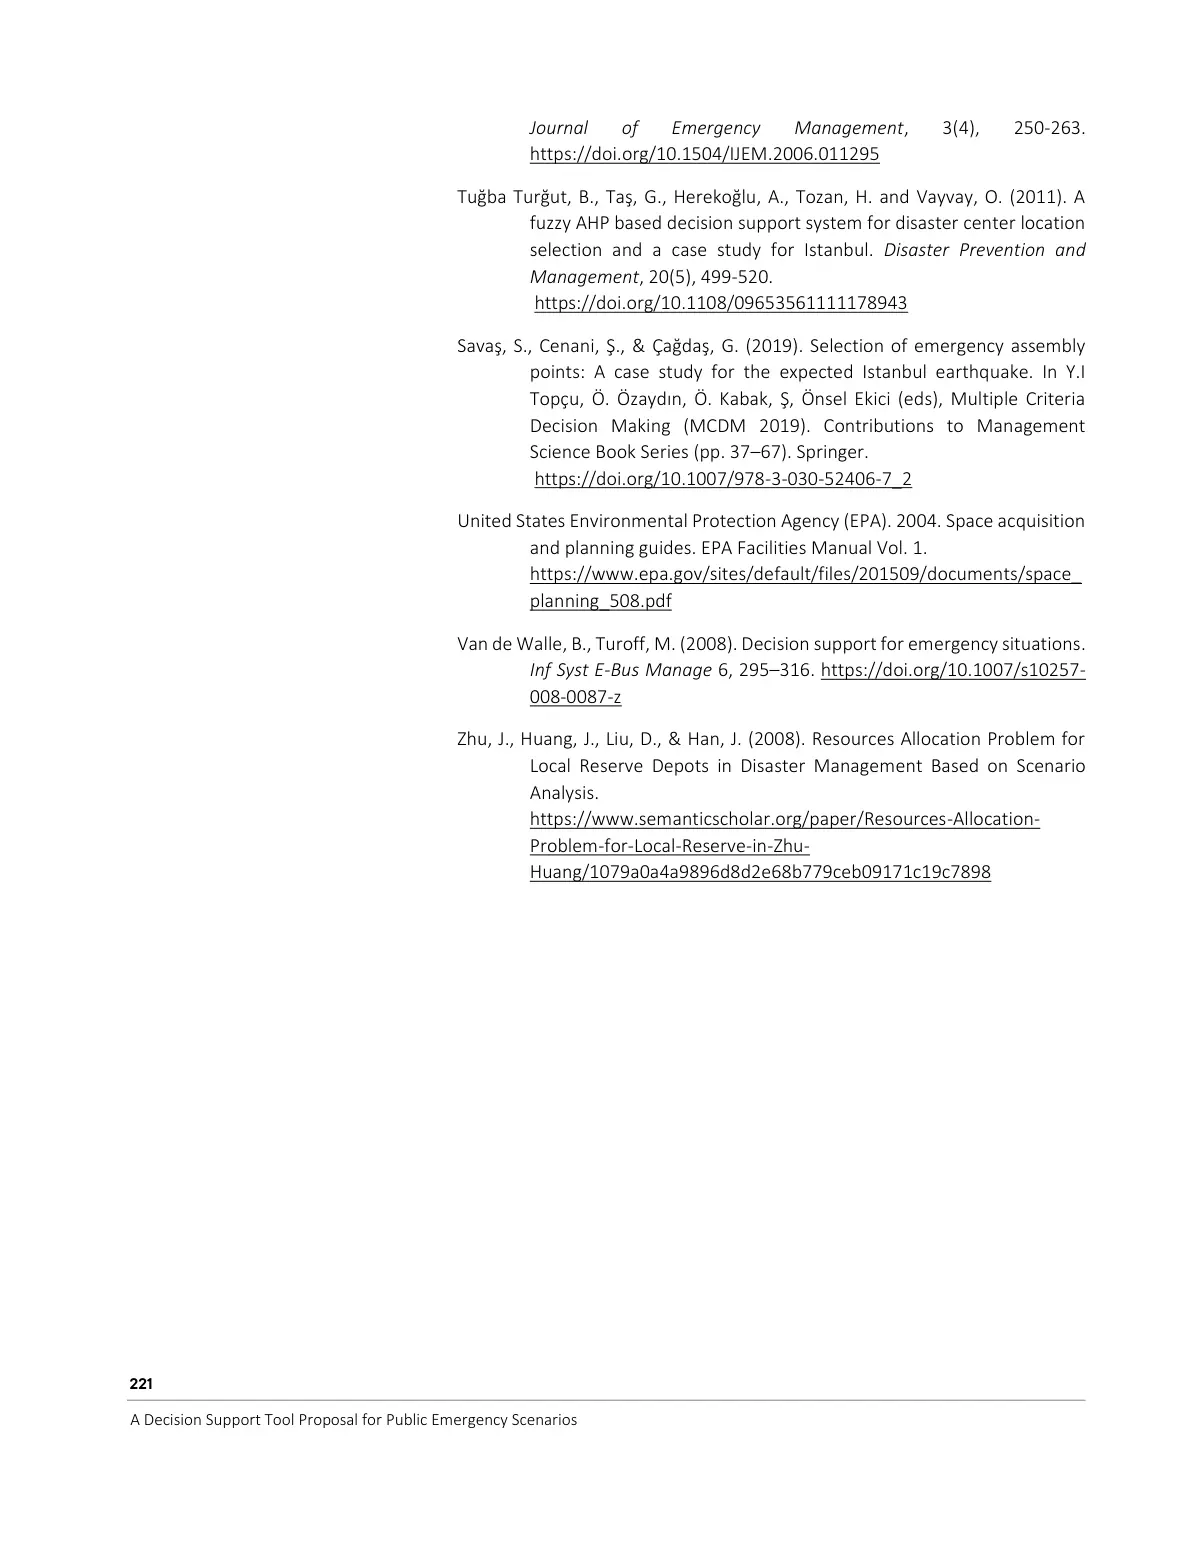 Journal of Emergency Management, 3(4), 250-263.
https://doi.org/10.1504/IJEM.2006.011295
Tuğba Turğut, B., Taş, G., Herekoğlu, A., Tozan, H. and Vayvay, O. (2011). A
fuzzy AHP based decision support system for disaster center location
selection and a case study for Istanbul. Disaster Prevention and
Management, 20(5), 499-520.
https://doi.org/10.1108/09653561111178943
Savaş, S., Cenani, Ş., & Çağdaş, G. (2019). Selection of emergency assembly
points: A case study for the expected Istanbul earthquake. In Y.I
Topçu, Ö. Özaydın, Ö. Kabak, Ş, Önsel Ekici (eds), Multiple Criteria
Decision Making (MCDM 2019). Contributions to Management
Science Book Series (pp. 37–67). Springer.
https://doi.org/10.1007/978-3-030-52406-7_2
United States Environmental Protection Agency (EPA). 2004. Space acquisition
and planning guides. EPA Facilities Manual Vol. 1.
https://www.epa.gov/sites/default/files/201509/documents/space_
planning_508.pdf
Van de Walle, B., Turoff, M. (2008). Decision support for emergency situations.
Inf Syst E-Bus Manage 6, 295–316. https://doi.org/10.1007/s10257-
008-0087-z
Zhu, J., Huang, J., Liu, D., & Han, J. (2008). Resources Allocation Problem for
Local Reserve Depots in Disaster Management Based on Scenario
Analysis.
https://www.semanticscholar.org/paper/Resources-Allocation-
Problem-for-Local-Reserve-in-Zhu-
Huang/1079a0a4a9896d8d2e68b779ceb09171c19c7898
221
A Decision Support Tool Proposal for Public Emergency Scenarios